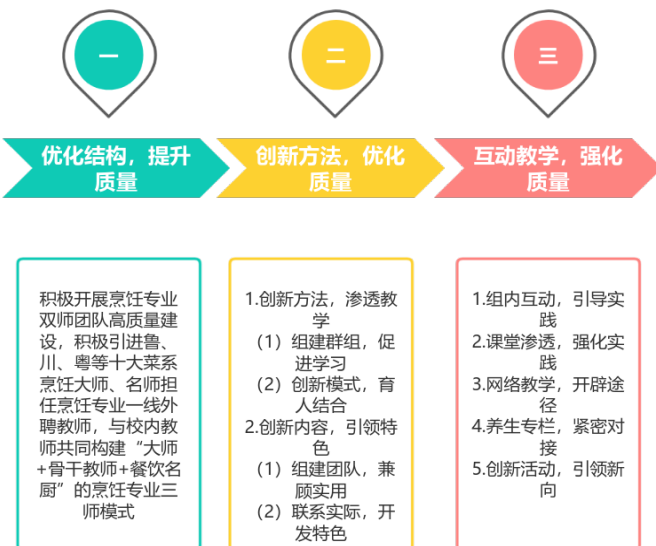 一
二
三
优化结构，提升
质量
创新方法，优化
质量
互动教学，强化
质量
积极开展烹饪专业
双师团队高质量建
设，积极引进鲁、
川、粤等十大菜系
烹饪大师、名师担
任烹饪专业一线外
聘教师，与校内教
师共同构建“大师
+骨干教师+餐饮名
厨”的烹饪专业三
师模式
1.创新方法，渗透教
学
（1）组建群组，促
进学习
（2）创新模式，育
人结合
2.创新内容，引领特
色
（1）组建团队，兼
顾实用
（2）联系实际，开
发特色
1.组内互动，引导实
践
2.课堂渗透，强化实
践
3.网络教学，开辟途
径
4.养生专栏，紧密对
接
5.创新活动，引领新
向